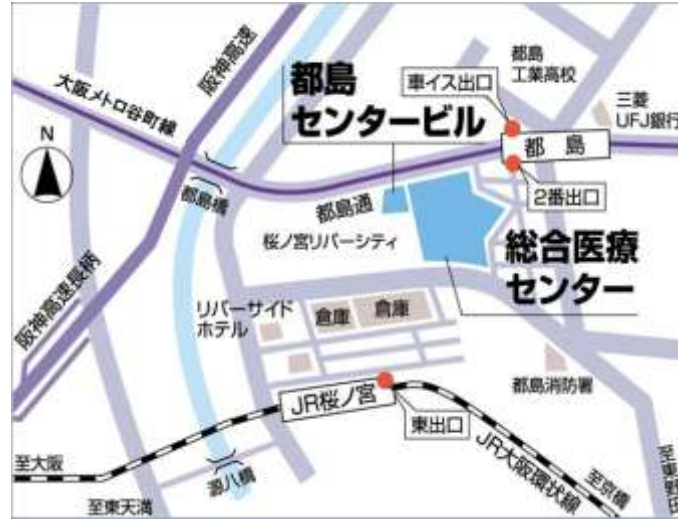 都島
工業高校
阪神高速
大阪メトロ谷町線
都島
センタービル
車イス出口
三菱
UFJ銀行
N
都島
2番出口
都島橋
都島通
桜ノ宮リバーシティ
総合医療
センター
阪神高速長柄
リバーサイド
ホテル
倉庫
倉庫
都島消防署
JR桜ノ宮
東出口
JR大阪環状線
至大阪
至京橋
至東野田
源八橋
至東天満